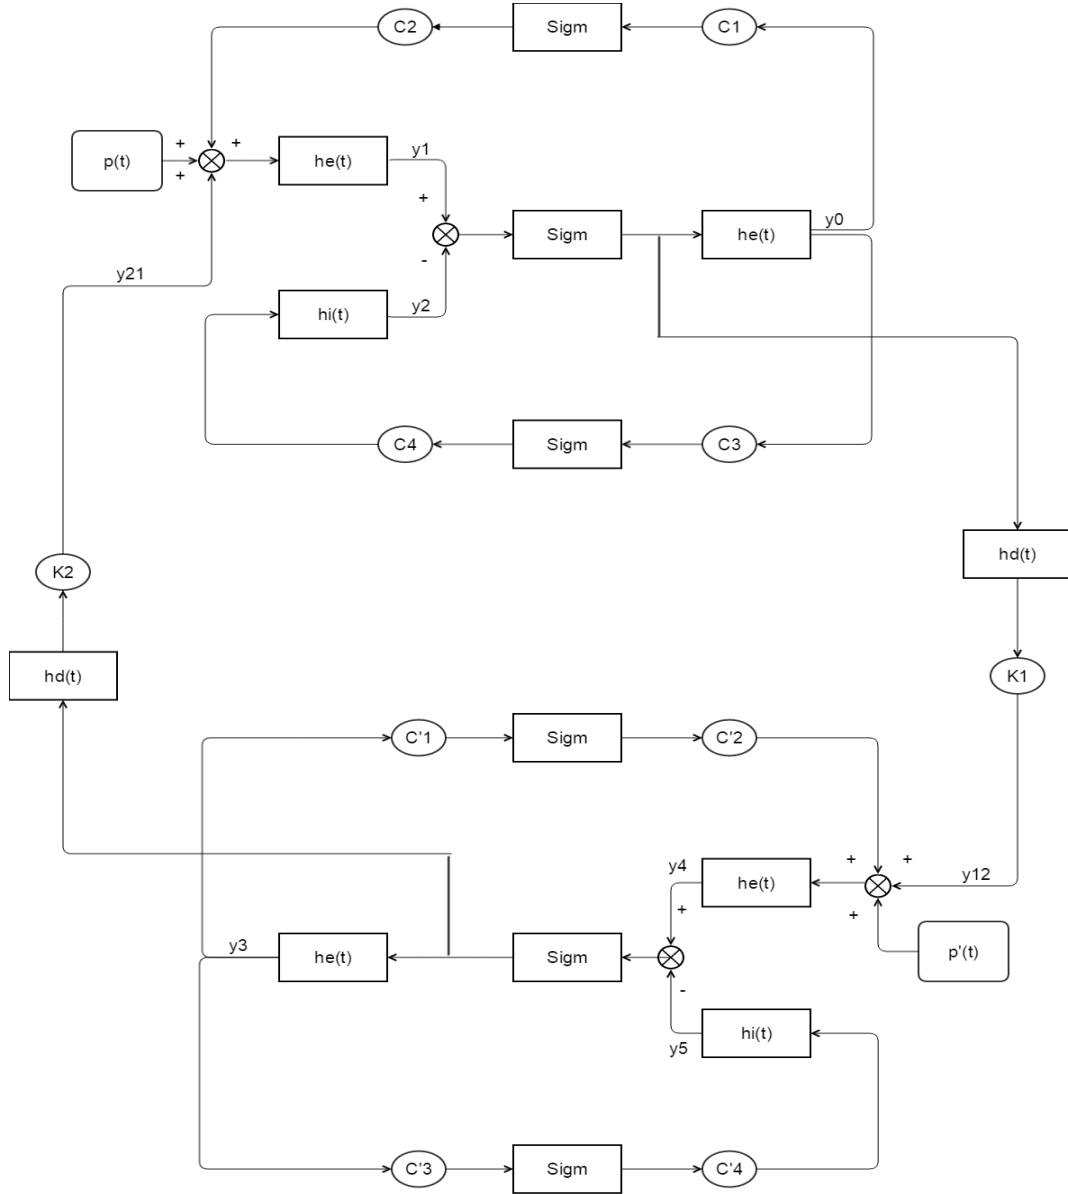 C2
Sigm
C1
+
+
p(t)
+
he(t)
y1
+
y0
Sigm
he(t)
-
y21
hi(t)
y2
C4
Sigm
C3
hd(t)
K2
hd(t)
K1
C'1
Sigm
C'2
+
+
y4
he(t)
y12
+
+
y3
he(t)
Sigm
p'(t)
-
hi(t)
y5
C'3
Sigm
C'4